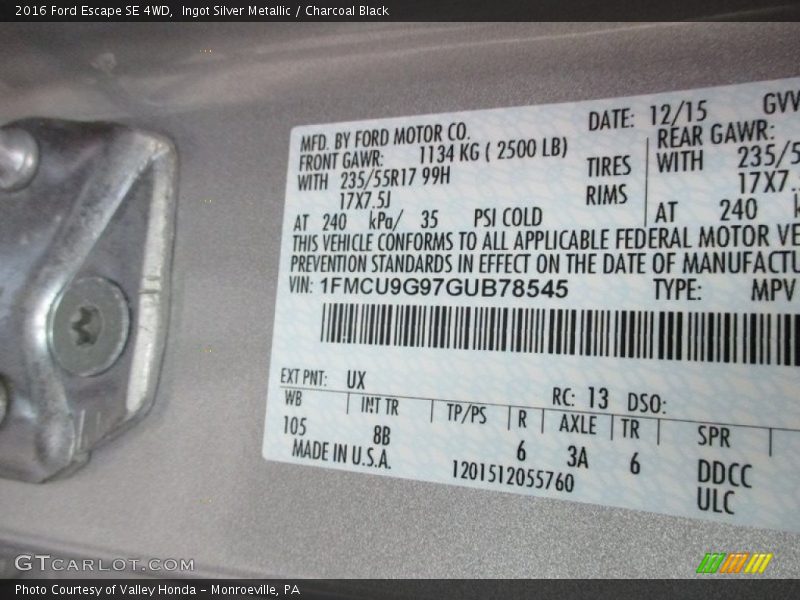 2016 Ford Escape SE 4WD, Ingot Silver Metallic / Charcoal Black
MFD. BY FORD MOTOR CO.
DATE: 12/15
FRONT GAWR: 1134 KG ( 2500 LB)
REAR GAWR:
WITH 235/55R17 99H
TIRES
WITH
17X7.5J
RIMS
AT 240 kPa/ 35 PSI COLD
AT 240
THIS VEHICLE CONFORMS TO ALL APPLICABLE FEDERAL MOTOR
PREVENTION STANDARDS IN EFFECT ON THE DATE OF
VIN: 1FMCU9G97GUB78545 TYPE: MPV
EXT PNT: UX RC: 13 DSO:
WB INT TR TP/PS R AXLE TR SPR
105 8B 6 3A 6 DDCC
MADE IN U.S.A. 1201512055760 ULC
GTCARLOT.COM
Photo Courtesy of Valley Honda - Monroeville, PA